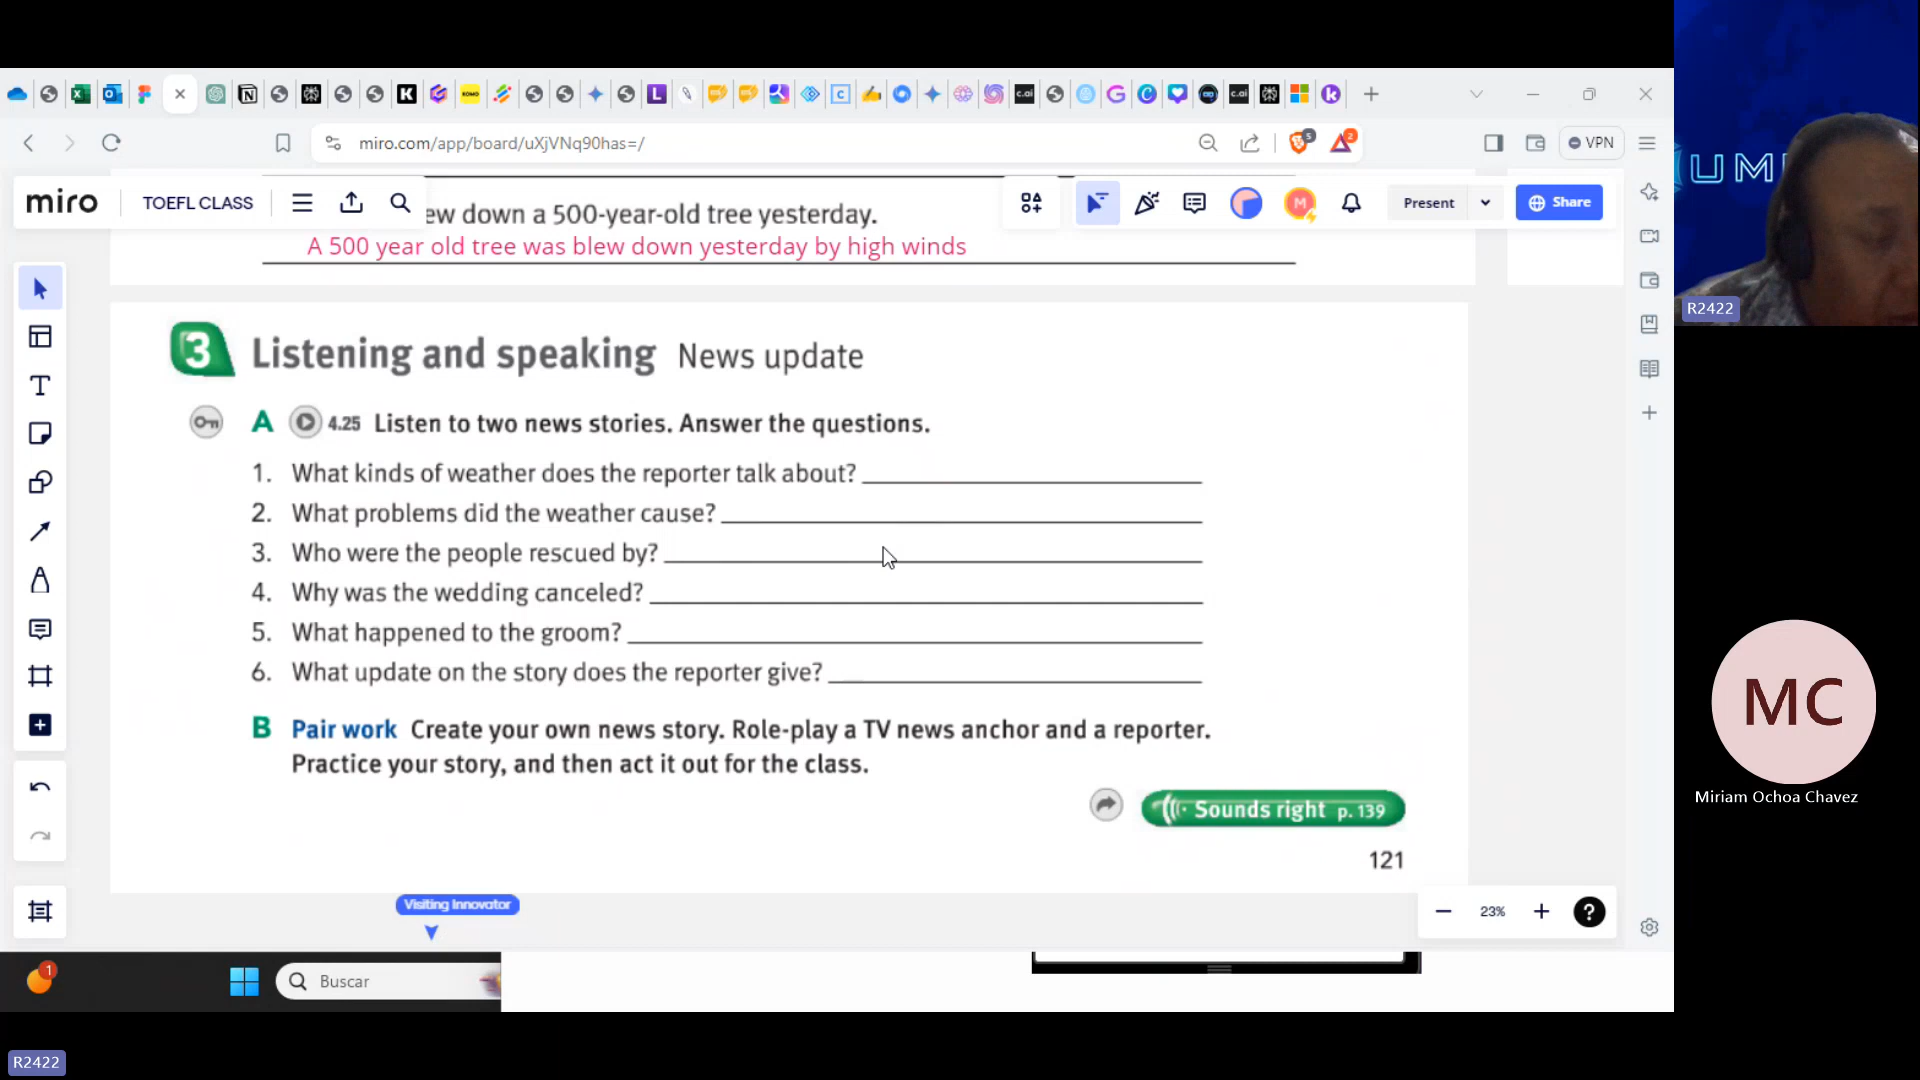 miro.com/app/board/uXjVNq90has=/
5
2
VPN
miro
TOEFL CLASS
M
Present
Share
ew down a 500-year-old tree yesterday.
A 500 year old tree was blew down yesterday by high winds
3 Listening and speaking News update
A 4.25 Listen to two news stories. Answer the questions.
1. What kinds of weather does the reporter talk about?
2. What problems did the weather cause?
3. Who were the people rescued by?
4. Why was the wedding canceled?
5. What happened to the groom?
6. What update on the story does the reporter give?
B Pair work Create your own news story. Role-play a TV news anchor and a reporter.
Practice your story, and then act it out for the class.
Sounds right p. 139
121
Visiting Innovator
23%
1
Buscar
R2422
UM
R2422
MC
Miriam Ochoa Chavez